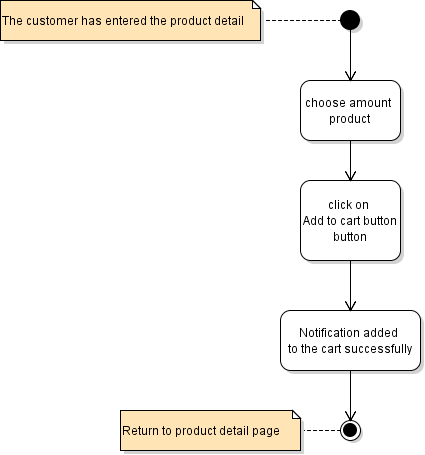 The customer has entered the product detail
choose amount
product
click on
Add to cart button
button
Notification added
to the cart successfully
Return to product detail page